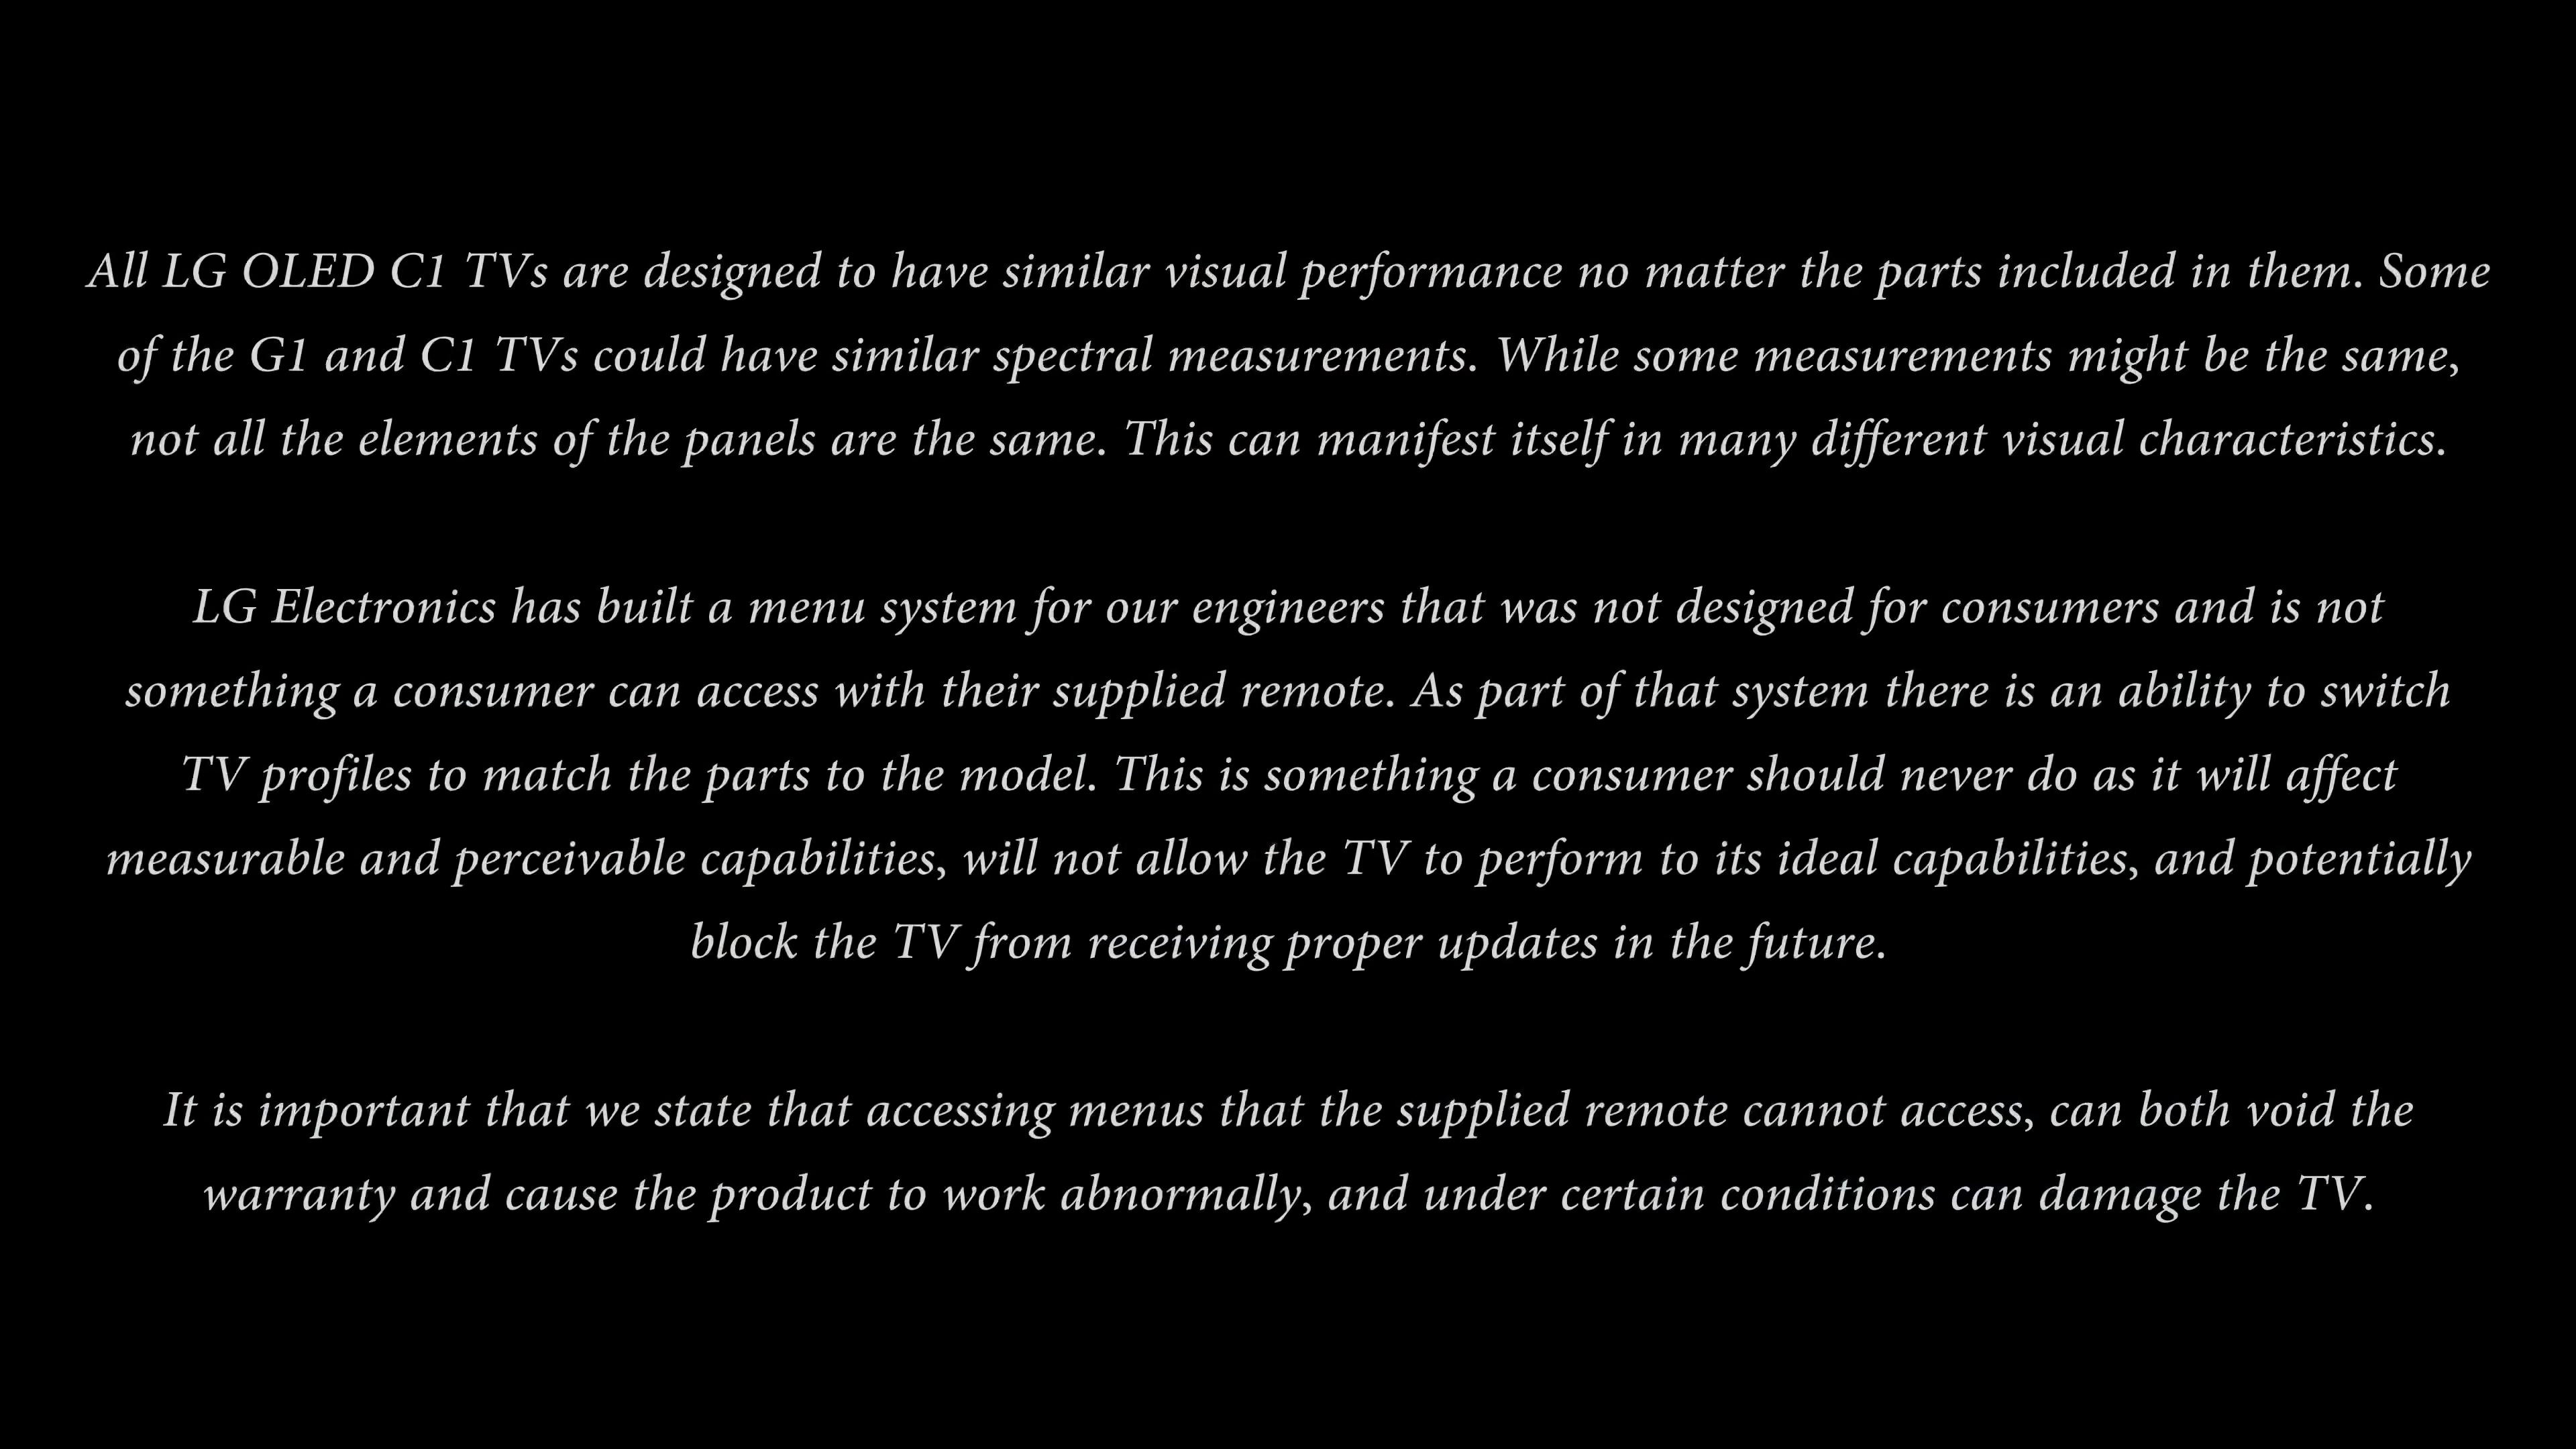 All LG OLED C1 TVs are designed to have similar visual performance no matter the parts included in them. Some
of the G1 and C1 TVs could have similar spectral measurements. While some measurements might be the same,
not all the elements of the panels are the same. This can manifest itself in many different visual characteristics.
LG Electronics has built a menu system for our engineers that was not designed for consumers and is not
something a consumer can access with their supplied remote. As part of that system there is an ability to switch
TV profiles to match the parts to the model. This is something a consumer should never do as it will affect
measurable and perceivable capabilities, will not allow the TV to perform to its ideal capabilities, and potentially
block the TV from receiving proper updates in the future.
It is important that we state that accessing menus that the supplied remote cannot access, can both void the
warranty and cause the product to work abnormally, and under certain conditions can damage the TV.